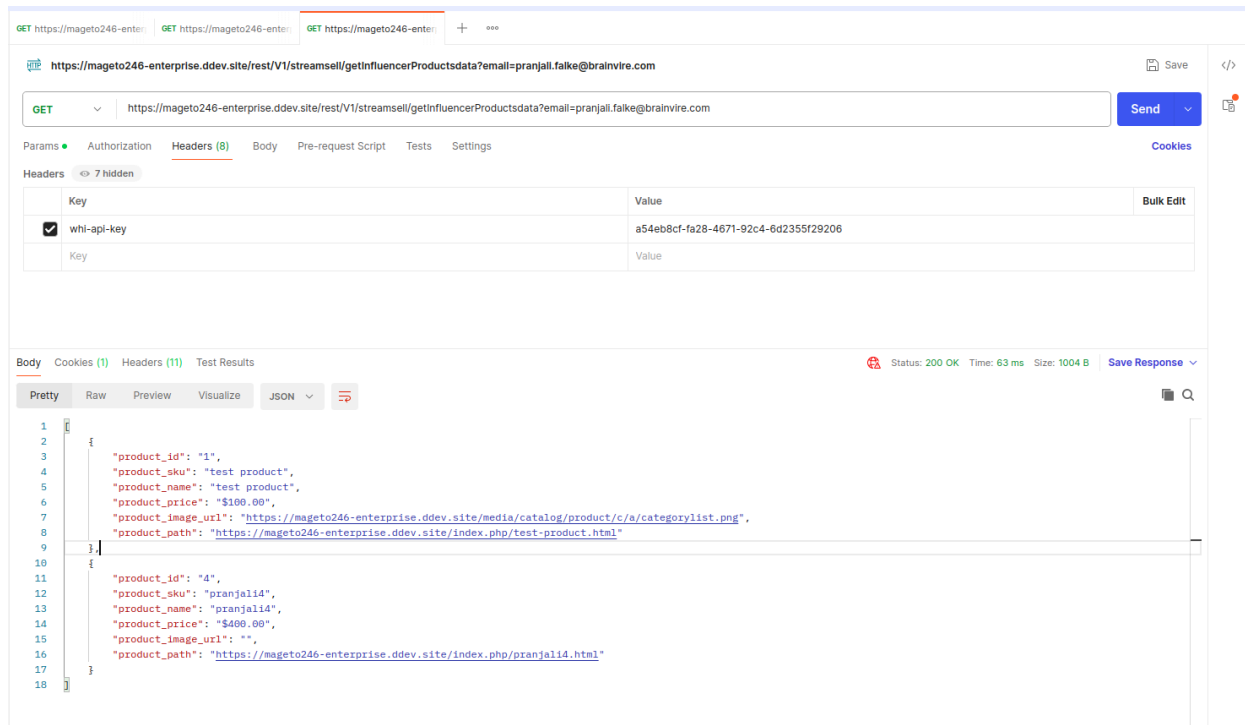 GET https://mageto246-enter GET https://mageto246-enter GET https://mageto246-enter
HTTP https://mageto246-enterprise.ddev.site/rest/V1/streamsell/getInfluencerProductsdata?email=pranjali.falke@brainvire.com Save
GET https://mageto246-enterprise.ddev.site/rest/V1/streamsell/getInfluencerProductsdata?email=pranjali.falke@brainvire.com Send
Params Authorization Headers (8) Body Pre-request Script Tests Settings Cookies
Headers 7 hidden
Key Value Bulk Edit
whi-api-key a54eb8cf-fa28-4671-92c4-6d2355f29206
Key Value
Body Cookies (1) Headers (11) Test Results Status: 200 OK Time: 63 ms Size: 1004 B Save Response
Pretty Raw Preview Visualize JSON
1 [
2 {
3 "product_id": "1",
4 "product_sku": "test product",
5 "product_name": "test product",
6 "product_price": "$100.00",
7 "product_image_url": "https://mageto246-enterprise.ddev.site/media/catalog/product/c/a/categorylist.png",
8 "product_path": "https://mageto246-enterprise.ddev.site/index.php/test-product.html"
9 },
10 {
11 "product_id": "4",
12 "product_sku": "pranjali4",
13 "product_name": "pranjali4",
14 "product_price": "$400.00",
15 "product_image_url": "",
16 "product_path": "https://mageto246-enterprise.ddev.site/index.php/pranjali4.html"
17 }
18 ]